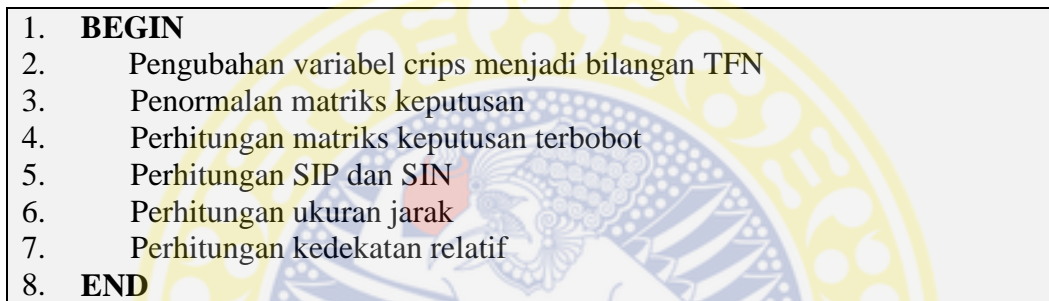 1. BEGIN
2. Pengubahan variabel crips menjadi bilangan TFN
3. Penormalan matriks keputusan
4. Perhitungan matriks keputusan terbobot
5. Perhitungan SIP dan SIN
6. Perhitungan ukuran jarak
7. Perhitungan kedekatan relatif
8. END